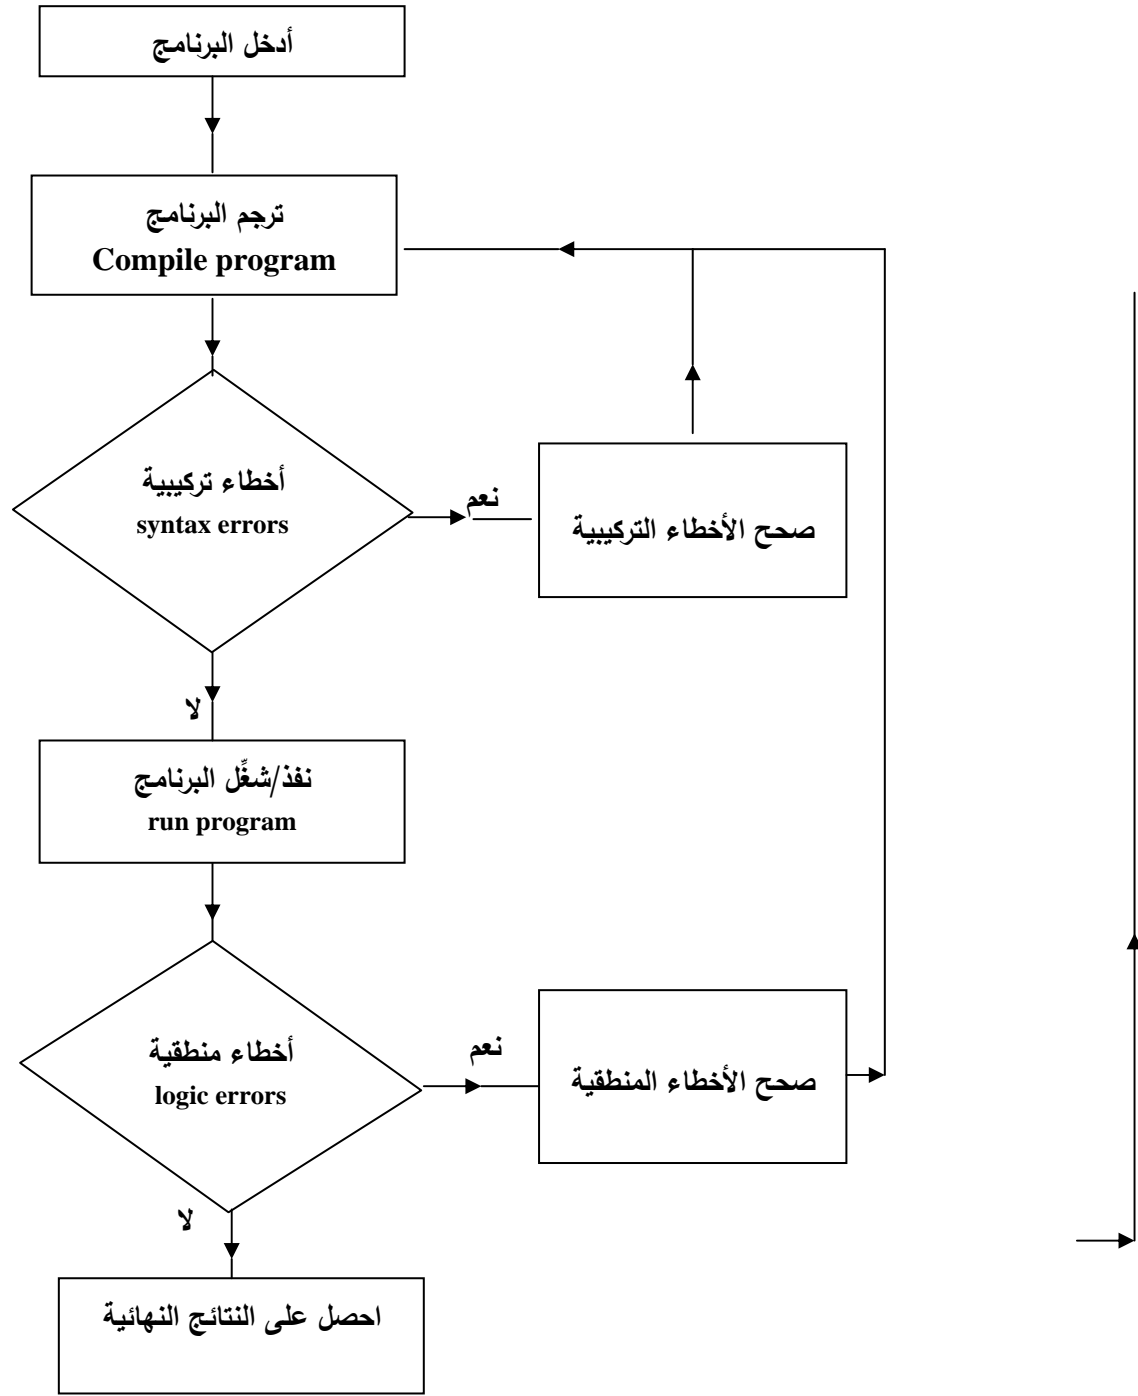 أدخل البرنامج
ترجم البرنامج
Compile program
أخطاء تركيبية
syntax errors
نعم
صحح الأخطاء التركيبية
لا
نفذ/شغِّل البرنامج
run program
أخطاء منطقية
logic errors
نعم
صحح الأخطاء المنطقية
لا
احصل على النتائج النهائية